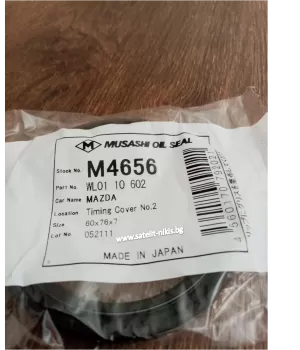 M MUSASHI OIL SEAL
Stock No. M4656
Part No. WL01 10 602
Car Name MAZDA
Location Timing Cover No.2
Size 60x76x7
Lot No. 052111
www.satelit-nikis.bg
MADE IN JAPAN